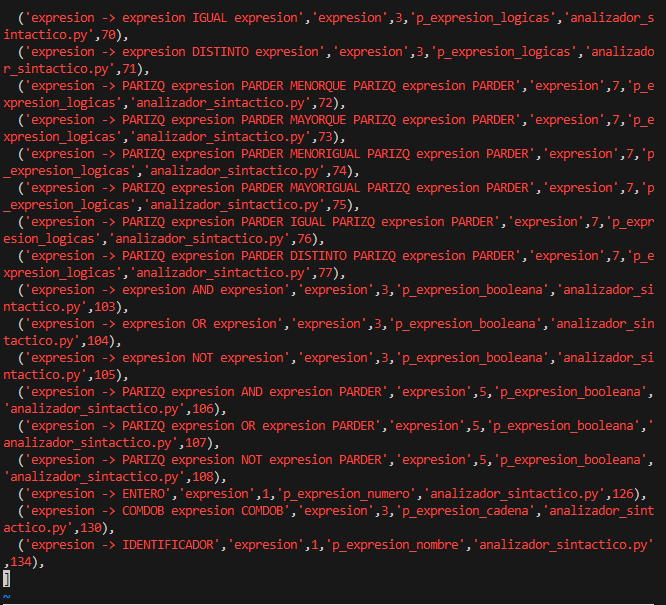 ('expresion -> expresion IGUAL expresion','expresion',3,'p_expresion_logicas','analizador_s
intactico.py',70),
('expresion -> expresion DISTINTO expresion','expresion',3,'p_expresion_logicas','analizado
r_sintactico.py',71),
('expresion -> PARIZQ expresion PARDER MENORQUE PARIZQ expresion PARDER','expresion',7,'p_e
xpresion_logicas','analizador_sintactico.py',72),
('expresion -> PARIZQ expresion PARDER MAYORQUE PARIZQ expresion PARDER','expresion',7,'p_e
xpresion_logicas','analizador_sintactico.py',73),
('expresion -> PARIZQ expresion PARDER MENORIGUAL PARIZQ expresion PARDER','expresion',7,'p
_expresion_logicas','analizador_sintactico.py',74),
('expresion -> PARIZQ expresion PARDER MAYORIGUAL PARIZQ expresion PARDER','expresion',7,'p
_expresion_logicas','analizador_sintactico.py',75),
('expresion -> PARIZQ expresion PARDER IGUAL PARIZQ expresion PARDER','expresion',7,'p_expr
esion_logicas','analizador_sintactico.py',76),
('expresion -> PARIZQ expresion PARDER DISTINTO PARIZQ expresion PARDER','expresion',7,'p_e
xpresion_logicas','analizador_sintactico.py',77),
('expresion -> expresion AND expresion','expresion',3,'p_expresion_booleana','analizador_si
ntactico.py',103),
('expresion -> expresion OR expresion','expresion',3,'p_expresion_booleana','analizador_sin
tactico.py',104),
('expresion -> expresion NOT expresion','expresion',3,'p_expresion_booleana','analizador_si
ntactico.py',105),
('expresion -> PARIZQ expresion AND expresion PARDER','expresion',5,'p_expresion_booleana',
'analizador_sintactico.py',106),
('expresion -> PARIZQ expresion OR expresion PARDER','expresion',5,'p_expresion_booleana','
analizador_sintactico.py',107),
('expresion -> PARIZQ expresion NOT expresion PARDER','expresion',5,'p_expresion_booleana',
'analizador_sintactico.py',108),
('expresion -> ENTERO','expresion',1,'p_expresion_numero','analizador_sintactico.py',126),
('expresion -> COMDOB expresion COMDOB','expresion',3,'p_expresion_cadena','analizador_sint
actico.py',130),
('expresion -> IDENTIFICADOR','expresion',1,'p_expresion_nombre','analizador_sintactico.py'
,134),
]
~